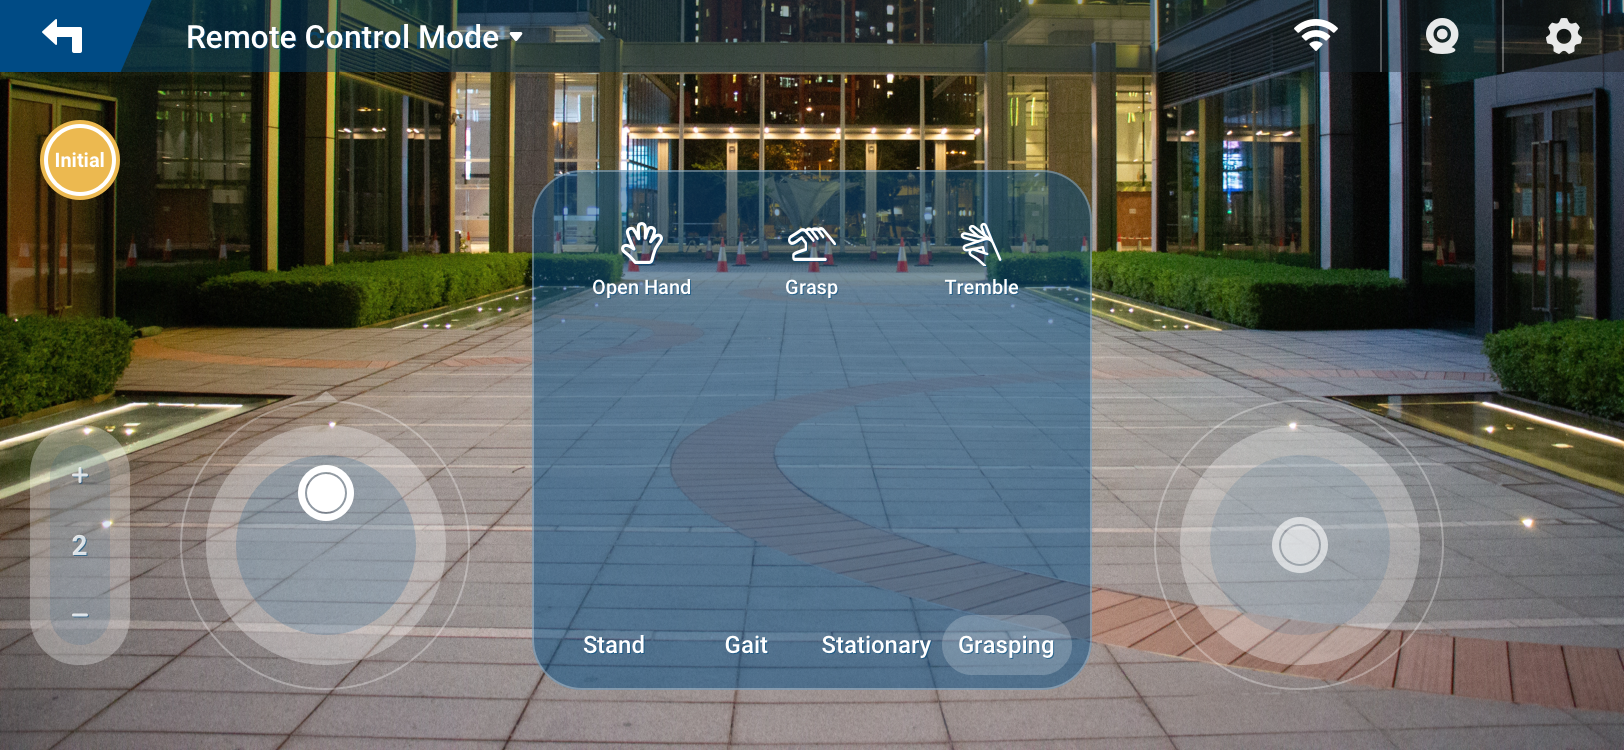 Remote Control Mode
Initial
Open Hand
Grasp
Tremble
+
2
−
Stand
Gait
Stationary
Grasping